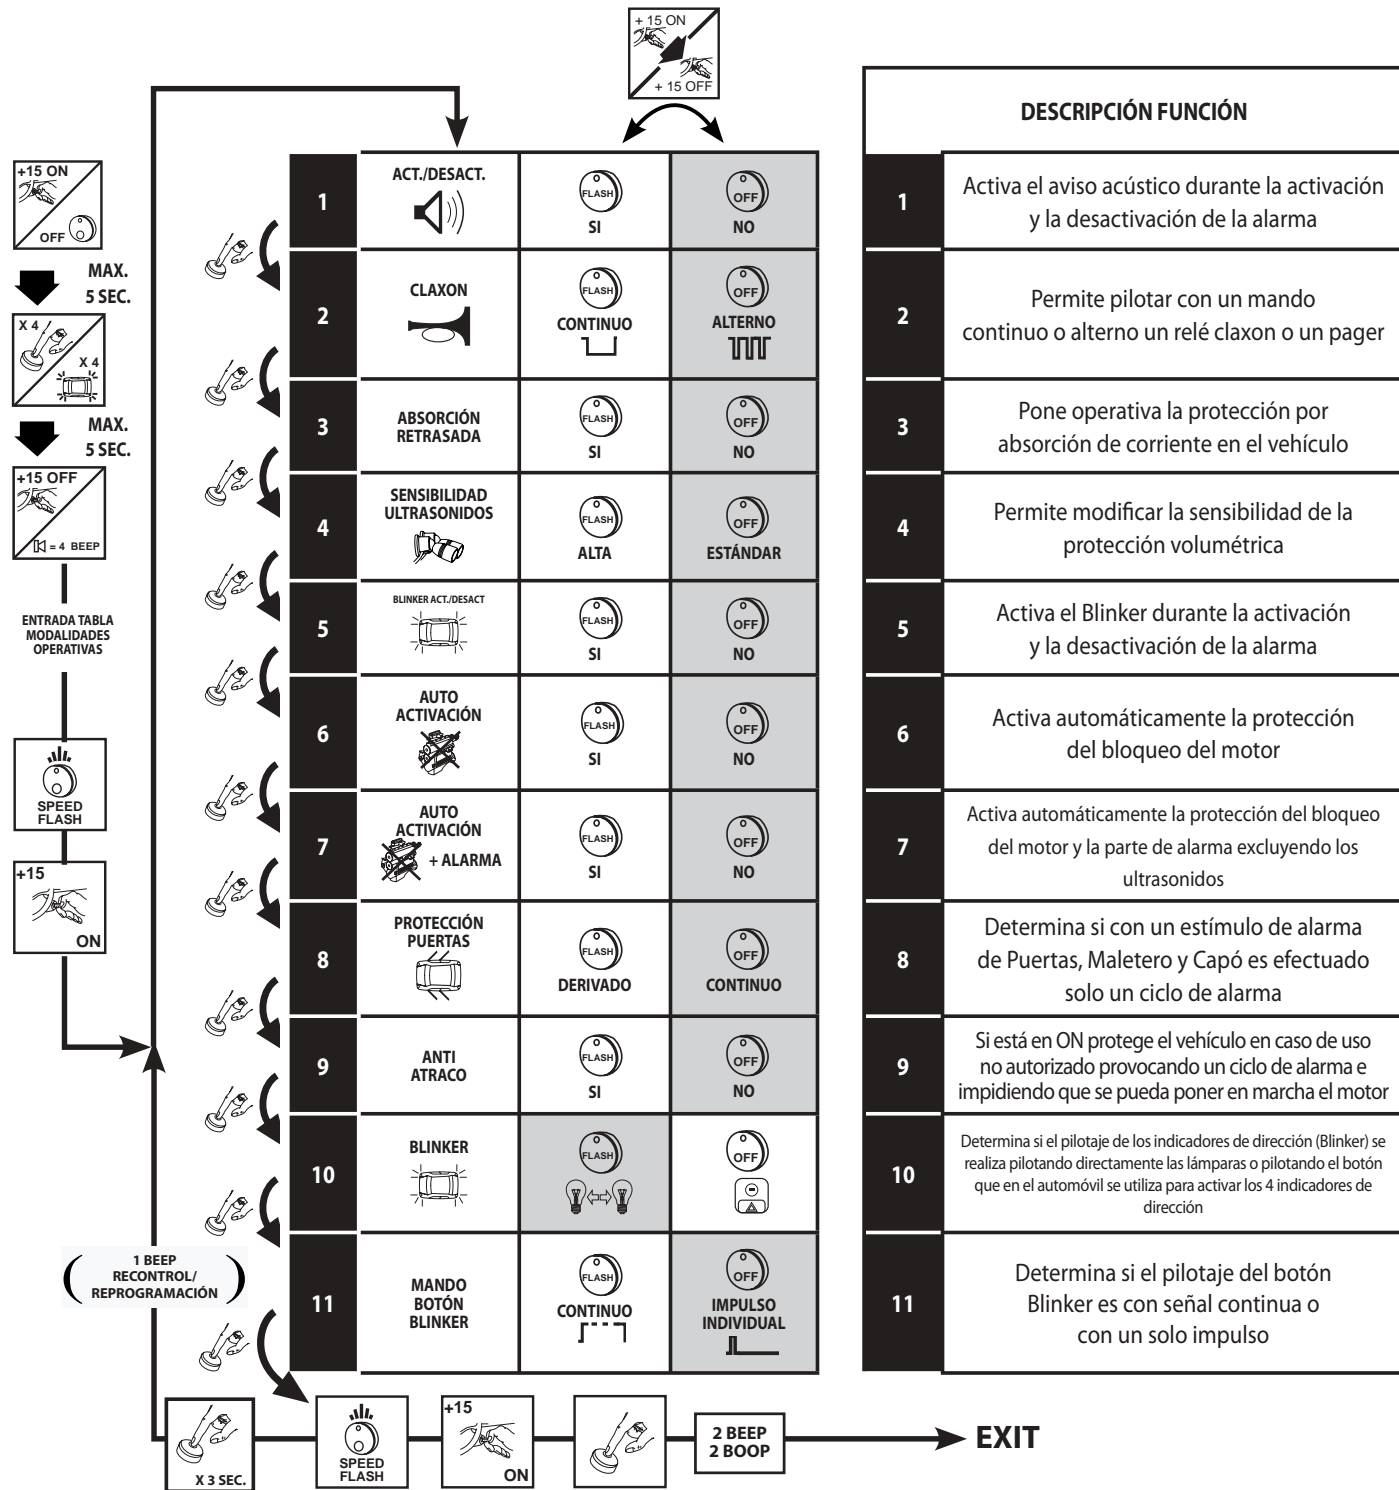 + 15 ON
+ 15 OFF
+15 ON
OFF
MAX.
5 SEC.
X 4
X 4
MAX.
5 SEC.
+15 OFF
= 4 BEEP
ENTRADA TABLA
MODALIDADES
OPERATIVAS
SPEED
FLASH
+15
ON
1
ACT./DESACT.
FLASH
SI
OFF
NO
2
CLAXON
FLASH
CONTINUO
OFF
ALTERNO
3
ABSORCIÓN
RETRASADA
FLASH
SI
OFF
NO
4
SENSIBILIDAD
ULTRASONIDOS
FLASH
ALTA
OFF
ESTÁNDAR
5
BLINKER ACT./DESACT
FLASH
SI
OFF
NO
6
AUTO
ACTIVACIÓN
FLASH
SI
OFF
NO
7
AUTO
ACTIVACIÓN
+ ALARMA
FLASH
SI
OFF
NO
8
PROTECCIÓN
PUERTAS
FLASH
DERIVADO
OFF
CONTINUO
9
ANTI
ATRACO
FLASH
SI
OFF
NO
10
BLINKER
FLASH
OFF
11
MANDO
BOTÓN
BLINKER
FLASH
CONTINUO
OFF
IMPULSO
INDIVIDUAL
DESCRIPCIÓN FUNCIÓN
1
Activa el aviso acústico durante la activación
y la desactivación de la alarma
2
Permite pilotar con un mando
continuo o alterno un relé claxon o un pager
3
Pone operativa la protección por
absorción de corriente en el vehículo
4
Permite modificar la sensibilidad de la
protección volumétrica
5
Activa el Blinker durante la activación
y la desactivación de la alarma
6
Activa automáticamente la protección
del bloqueo del motor
7
Activa automáticamente la protección del bloqueo
del motor y la parte de alarma excluyendo los
ultrasonidos
8
Determina si con un estímulo de alarma
de Puertas, Maletero y Capó es efectuado
solo un ciclo de alarma
9
Si está en ON protege el vehículo en caso de uso
no autorizado provocando un ciclo de alarma e
impidiendo que se pueda poner en marcha el motor
10
Determina si el pilotaje de los indicadores de dirección (Blinker) se
realiza pilotando directamente las lámparas o pilotando el botón
que en el automóvil se utiliza para activar los 4 indicadores de
dirección
11
Determina si el pilotaje del botón
Blinker es con señal continua o
con un solo impulso
( 1 BEEP
RECONTROL/
REPROGRAMACIÓN )
X 3 SEC.
SPEED
FLASH
+15
ON
2 BEEP
2 BOOP
EXIT